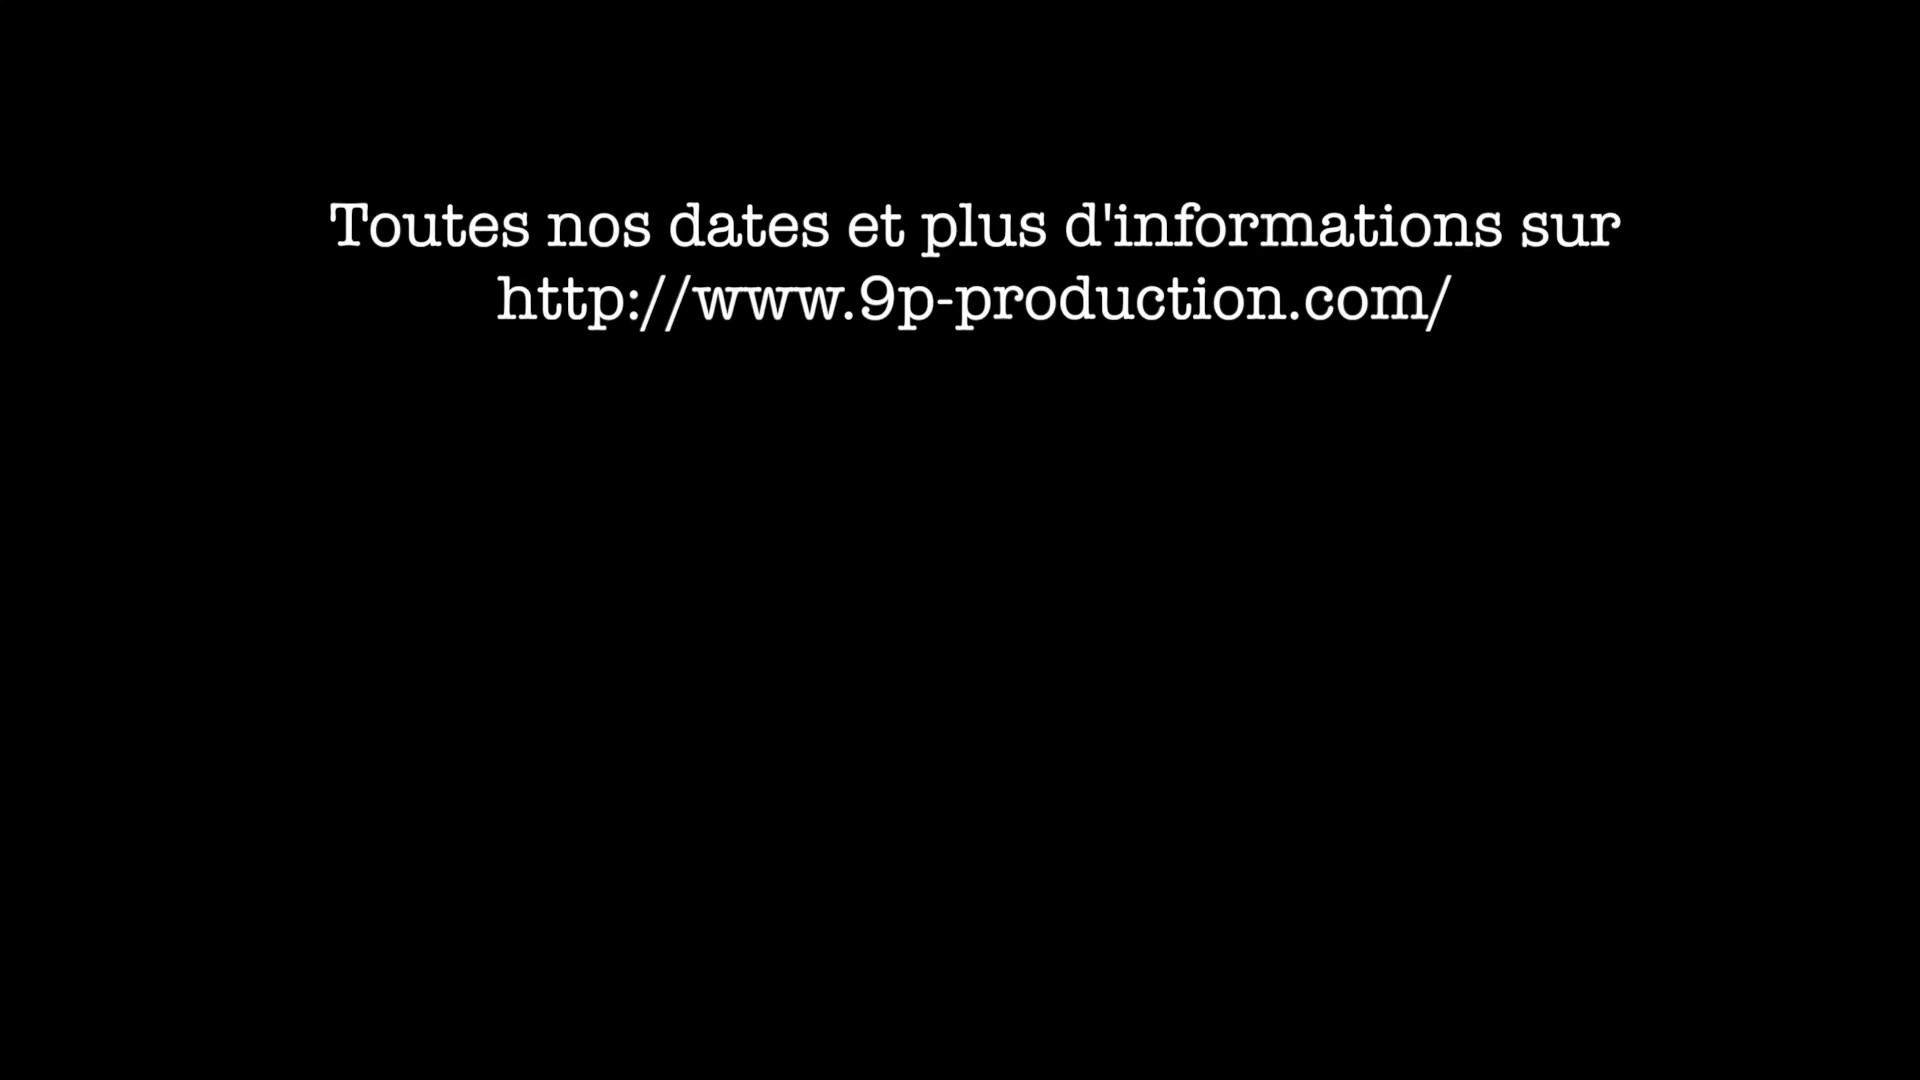 Toutes nos dates et plus d'informations sur
http://www.9p-production.com/